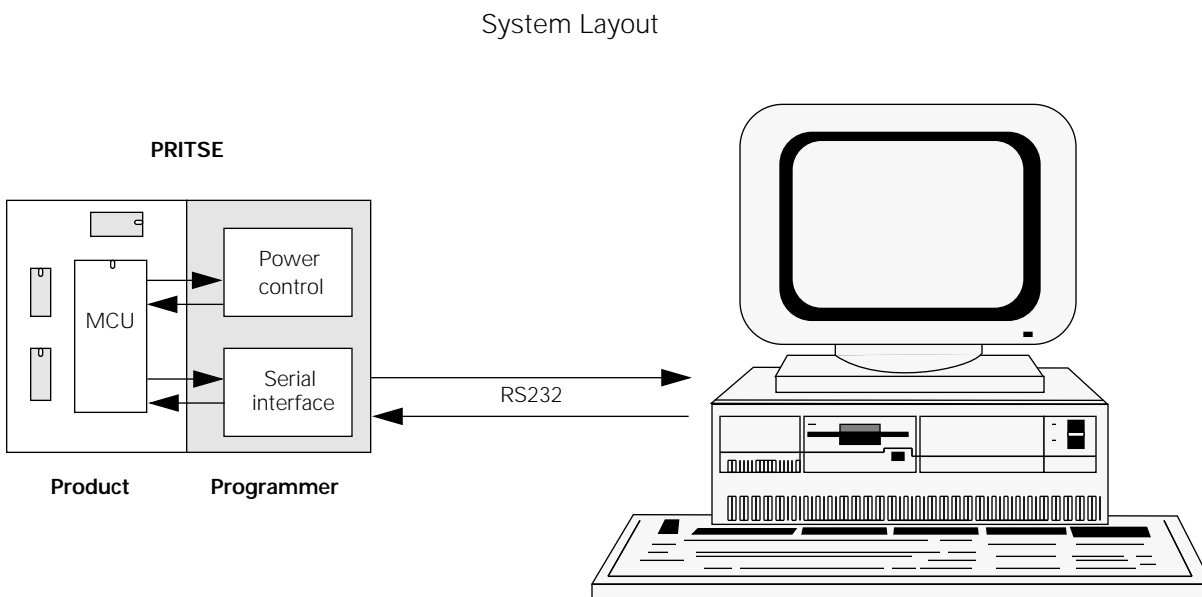 System Layout
PRITSE
Power
control
MCU
Serial
interface
RS232
Product
Programmer